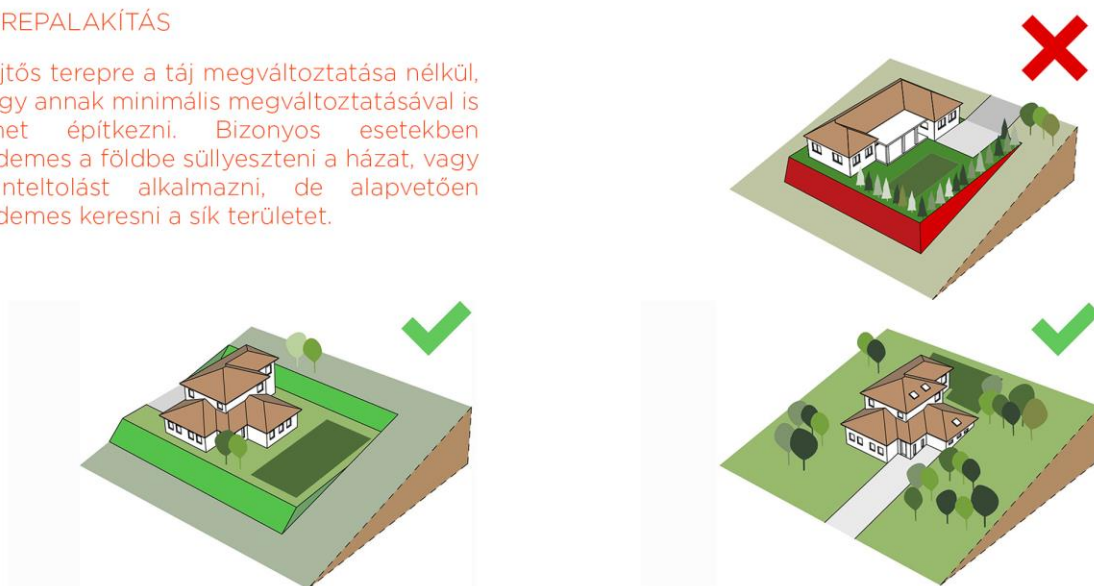 REPALAKÍTÁS
jtős terepre a táj megváltoztatása nélkül,
gy annak minimális megváltoztatásával is
het építkezni. Bizonyos esetekben
demes a földbe süllyeszteni a házat, vagy
inteltolást alkalmazni, de alapvetően
demes keresni a sík területet.